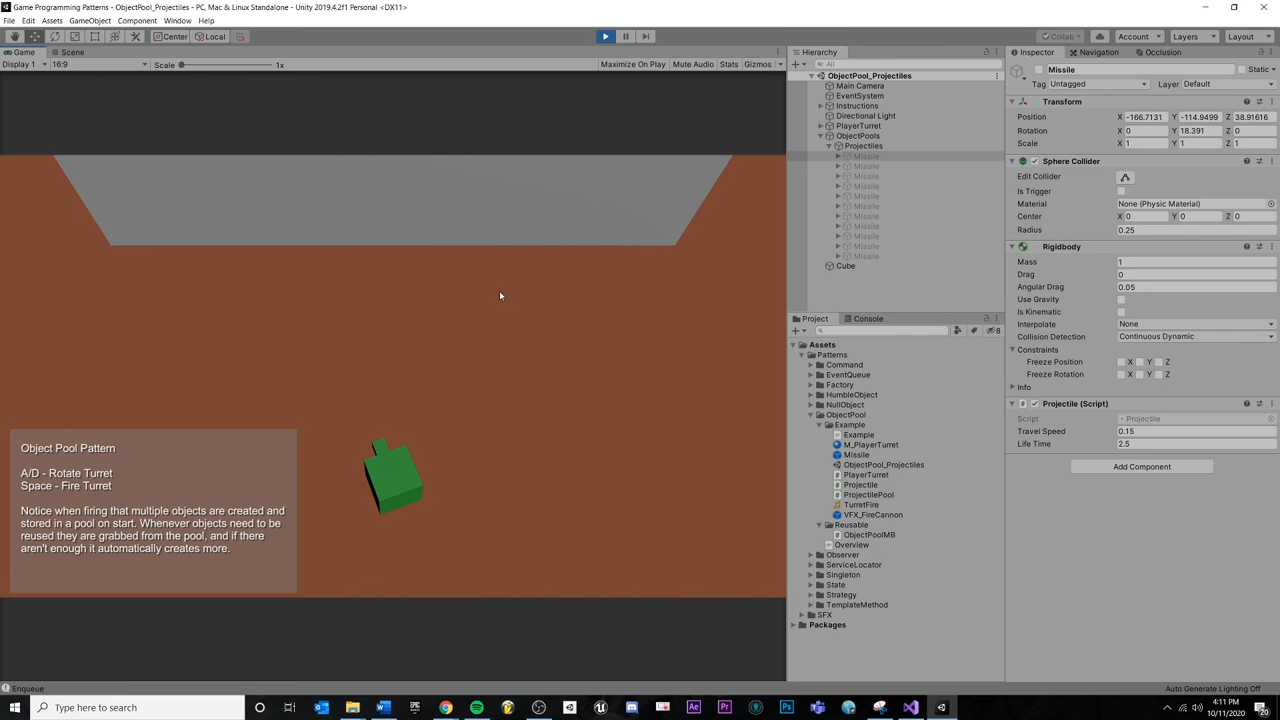 Game Programming Patterns - ObjectPool_Projectiles - PC, Mac & Linux Standalone - Unity 2019.4.2f1 Personal <DX11>
File Edit Assets GameObject Component Window Help
Center Local Collab Account Layers Layout
Game Scene
Display 1 16:9 Scale 1x Maximize On Play Mute Audio Stats Gizmos
Object Pool Pattern
A/D - Rotate Turret
Space - Fire Turret
Notice when firing that multiple objects are created and
stored in a pool on start. Whenever objects need to be
reused they are grabbed from the pool, and if there
aren't enough it automatically creates more.
Hierarchy
All
ObjectPool_Projectiles
Main Camera
EventSystem
Instructions
Directional Light
PlayerTurret
ObjectPools
Projectiles
Missile
Missile
Missile
Missile
Missile
Missile
Missile
Missile
Missile
Missile
Missile
Cube
Project Console
8
Assets
Patterns
Command
EventQueue
Factory
HumbleObject
NullObject
ObjectPool
Example
Example
M_PlayerTurret
Missile
ObjectPool_Projectiles
PlayerTurret
Projectile
ProjectilePool
TurretFire
VFX_FireCannon
Reusable
ObjectPoolMB
Overview
Observer
ServiceLocator
Singleton
State
Strategy
TemplateMethod
SFX
Packages
Inspector Navigation Occlusion
Missile Static
Tag Untagged Layer Default
Transform
Position X -166.7131 Y -114.9499 Z 38.91616
Rotation X 0 Y 18.391 Z 0
Scale X 1 Y 1 Z 1
Sphere Collider
Edit Collider
Is Trigger
Material None (Physic Material)
Center X 0 Y 0 Z 0
Radius 0.25
Rigidbody
Mass 1
Drag 0
Angular Drag 0.05
Use Gravity
Is Kinematic
Interpolate None
Collision Detection Continuous Dynamic
Constraints
Freeze Position X Y Z
Freeze Rotation X Y Z
Info
Projectile (Script)
Script Projectile
Travel Speed 0.15
Life Time 2.5
Add Component
Enqueue Auto Generate Lighting Off
Type here to search
4:11 PM
10/11/2020
20